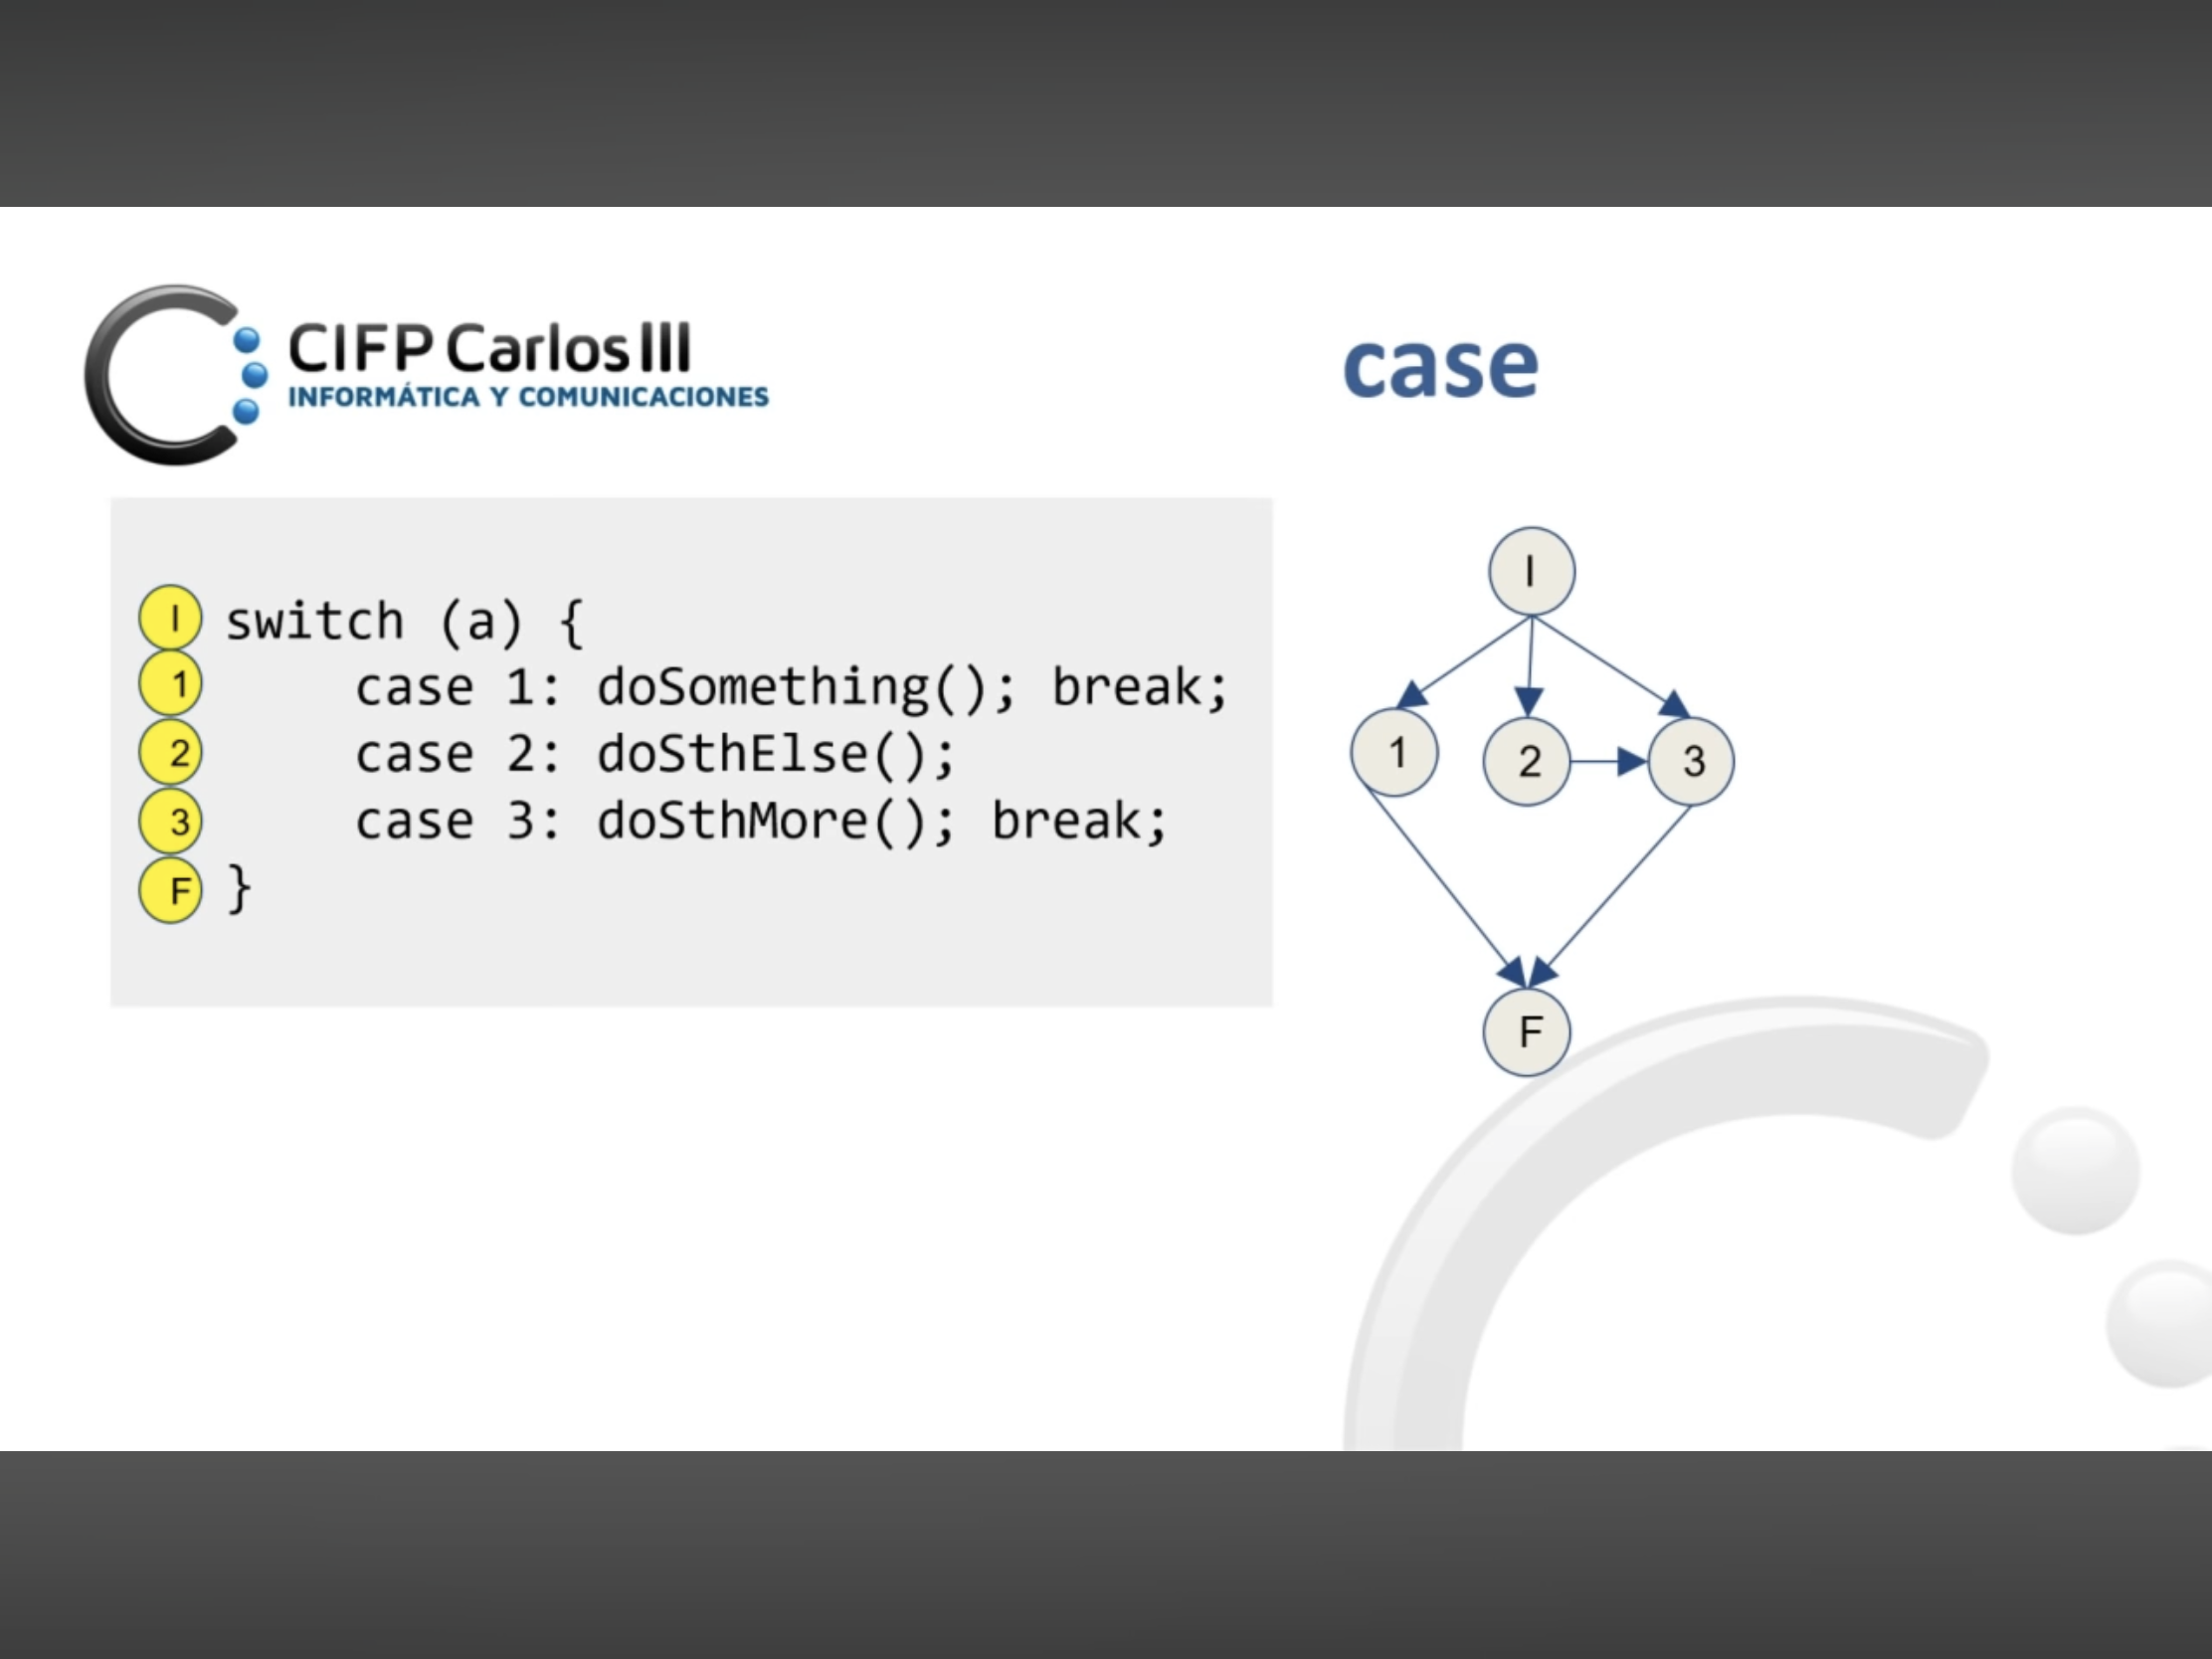 CIFP Carlos III
INFORMÁTICA Y COMUNICACIONES
case
I switch (a) {
1 case 1: doSomething(); break;
2 case 2: doSthElse();
3 case 3: doSthMore(); break;
F }
I
1 2 3
F